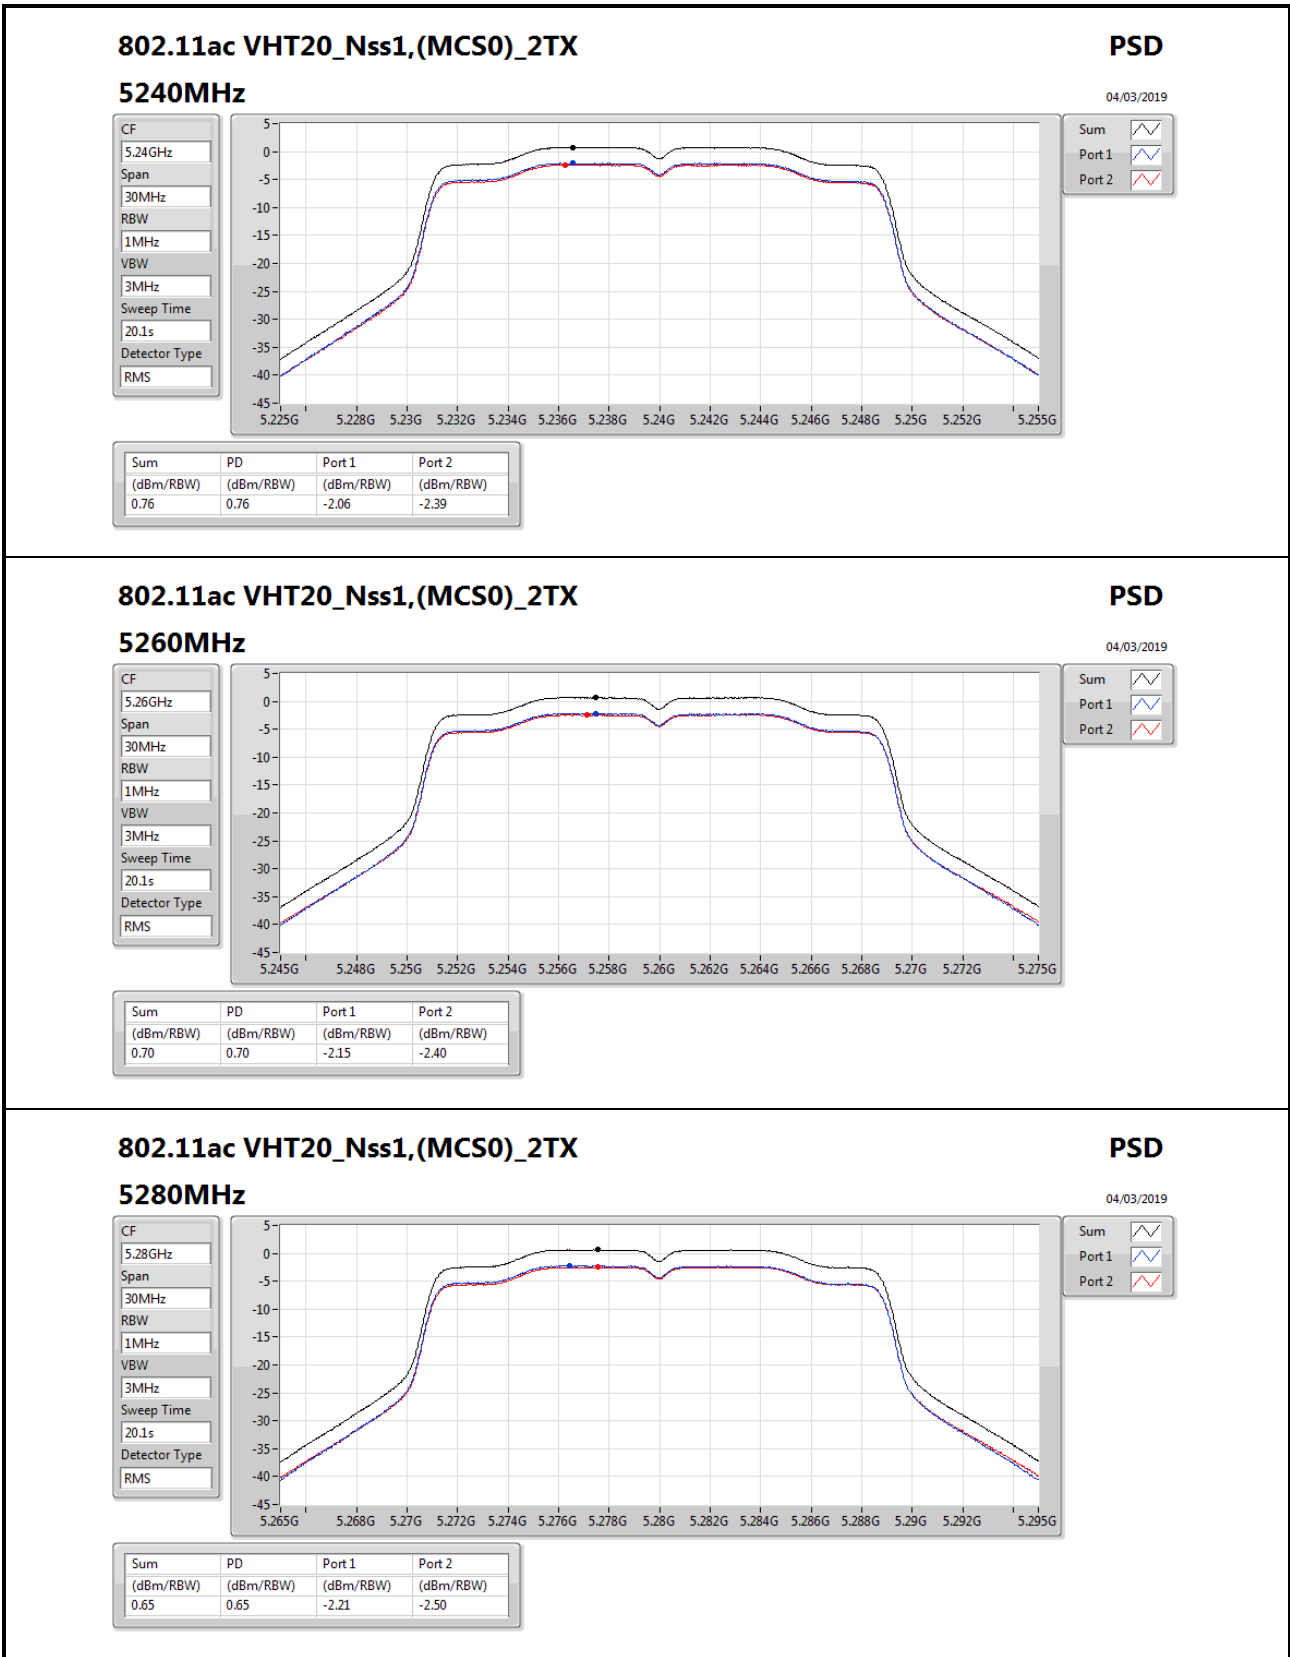 802.11ac VHT20_Nss1,(MCS0)_2TX PSD
5240MHz 04/03/2019
CF
5.24GHz
Span
30MHz
RBW
1MHz
VBW
3MHz
Sweep Time
20.1s
Detector Type
RMS
5
0
-5
-10
-15
-20
-25
-30
-35
-40
-45
5.225G 5.228G 5.23G 5.232G 5.234G 5.236G 5.238G 5.24G 5.242G 5.244G 5.246G 5.248G 5.25G 5.252G 5.255G
Sum
Port 1
Port 2
Sum PD Port 1 Port 2
(dBm/RBW) (dBm/RBW) (dBm/RBW) (dBm/RBW)
0.76 0.76 -2.06 -2.39
802.11ac VHT20_Nss1,(MCS0)_2TX PSD
5260MHz 04/03/2019
CF
5.26GHz
Span
30MHz
RBW
1MHz
VBW
3MHz
Sweep Time
20.1s
Detector Type
RMS
5
0
-5
-10
-15
-20
-25
-30
-35
-40
-45
5.245G 5.248G 5.25G 5.252G 5.254G 5.256G 5.258G 5.26G 5.262G 5.264G 5.266G 5.268G 5.27G 5.272G 5.275G
Sum
Port 1
Port 2
Sum PD Port 1 Port 2
(dBm/RBW) (dBm/RBW) (dBm/RBW) (dBm/RBW)
0.70 0.70 -2.15 -2.40
802.11ac VHT20_Nss1,(MCS0)_2TX PSD
5280MHz 04/03/2019
CF
5.28GHz
Span
30MHz
RBW
1MHz
VBW
3MHz
Sweep Time
20.1s
Detector Type
RMS
5
0
-5
-10
-15
-20
-25
-30
-35
-40
-45
5.265G 5.268G 5.27G 5.272G 5.274G 5.276G 5.278G 5.28G 5.282G 5.284G 5.286G 5.288G 5.29G 5.292G 5.295G
Sum
Port 1
Port 2
Sum PD Port 1 Port 2
(dBm/RBW) (dBm/RBW) (dBm/RBW) (dBm/RBW)
0.65 0.65 -2.21 -2.50